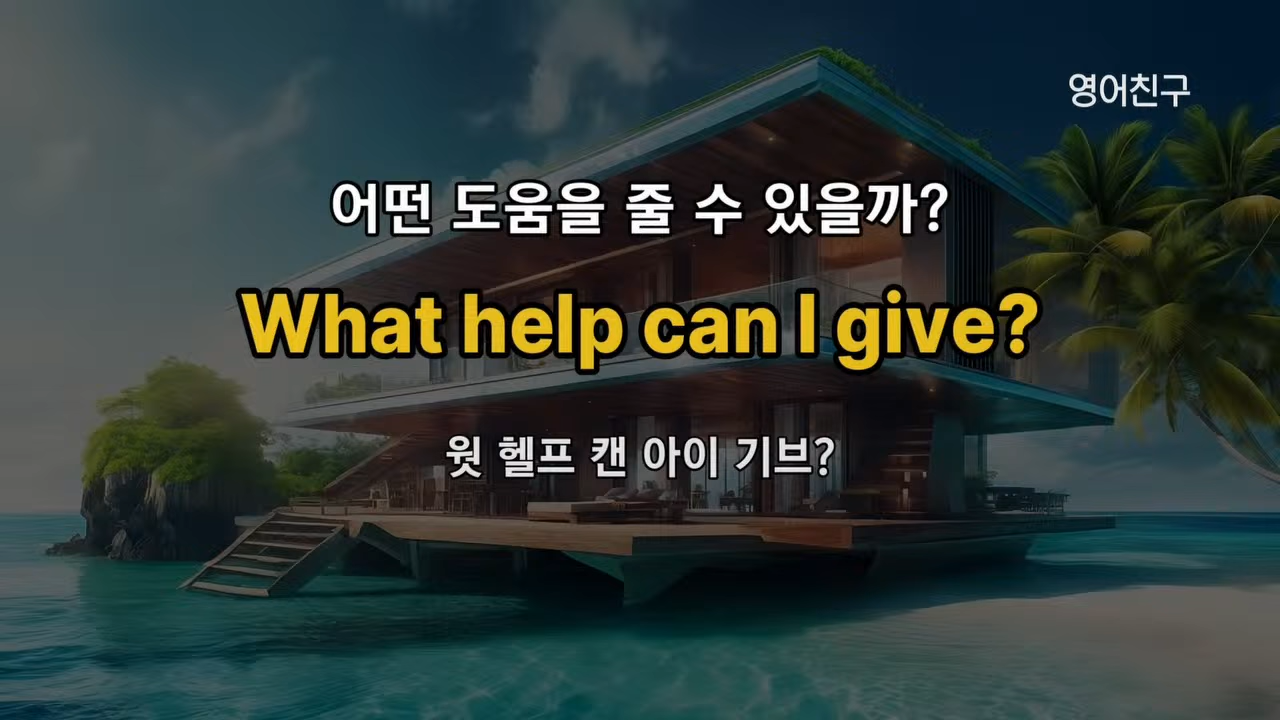 영어친구
어떤 도움을 줄 수 있을까?
What help can I give?
웟 헬프 캔 아이 기브?